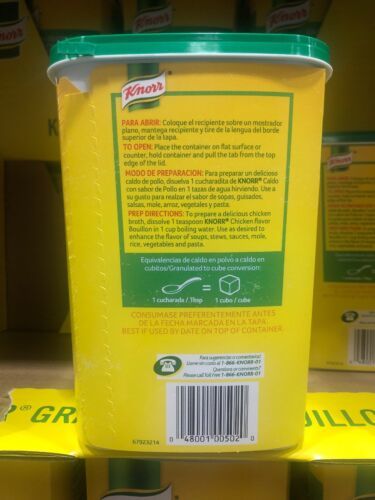 Knorr
PARA ABRIR: Coloque el recipiente sobre un mostrador
plano, mantega recipiente y tire de la lengua del borde
superior de la tapa.
TO OPEN: Place the container on flat surface or
counter, hold container and pull the tab from the top
edge of the lid.
MODO DE PREPARACION: Para preparar un delicioso
caldo de pollo, disuelva 1 cucharadita de KNORR® Caldo
con sabor de Pollo en 1 tazas de agua hirviendo. Use a
su gusto para realzar el sabor de sopas, guisados,
salsas, mole, arroz, vegetales y pasta.
PREP DIRECTIONS: To prepare a delicious chicken
broth, dissolve 1 teaspoon KNORR® Chicken flavor
Bouillon in 1 cup boiling water. Use as desired to
enhance the flavor of soups, stews, sauces, mole,
rice, vegetables and pasta.
Equivalencias de caldo en polvo a caldo en
cubitos/Granulated to cube conversion:
=
1 cucharada / Tbsp
1 cubo / cube
CONSUMASE PREFERENTEMENTE ANTES
DE LA FECHA MARCADA EN LA TAPA.
BEST IF USED BY DATE ON TOP OF CONTAINER
Para sugerencias o comentarios!
Llame sin costo al 1-866-KNORR-01
Questions or comments?
Please call toll free 1-866-KNORR-01
67923214
0 48001 00502 0
GRA
DILLO
Knorr